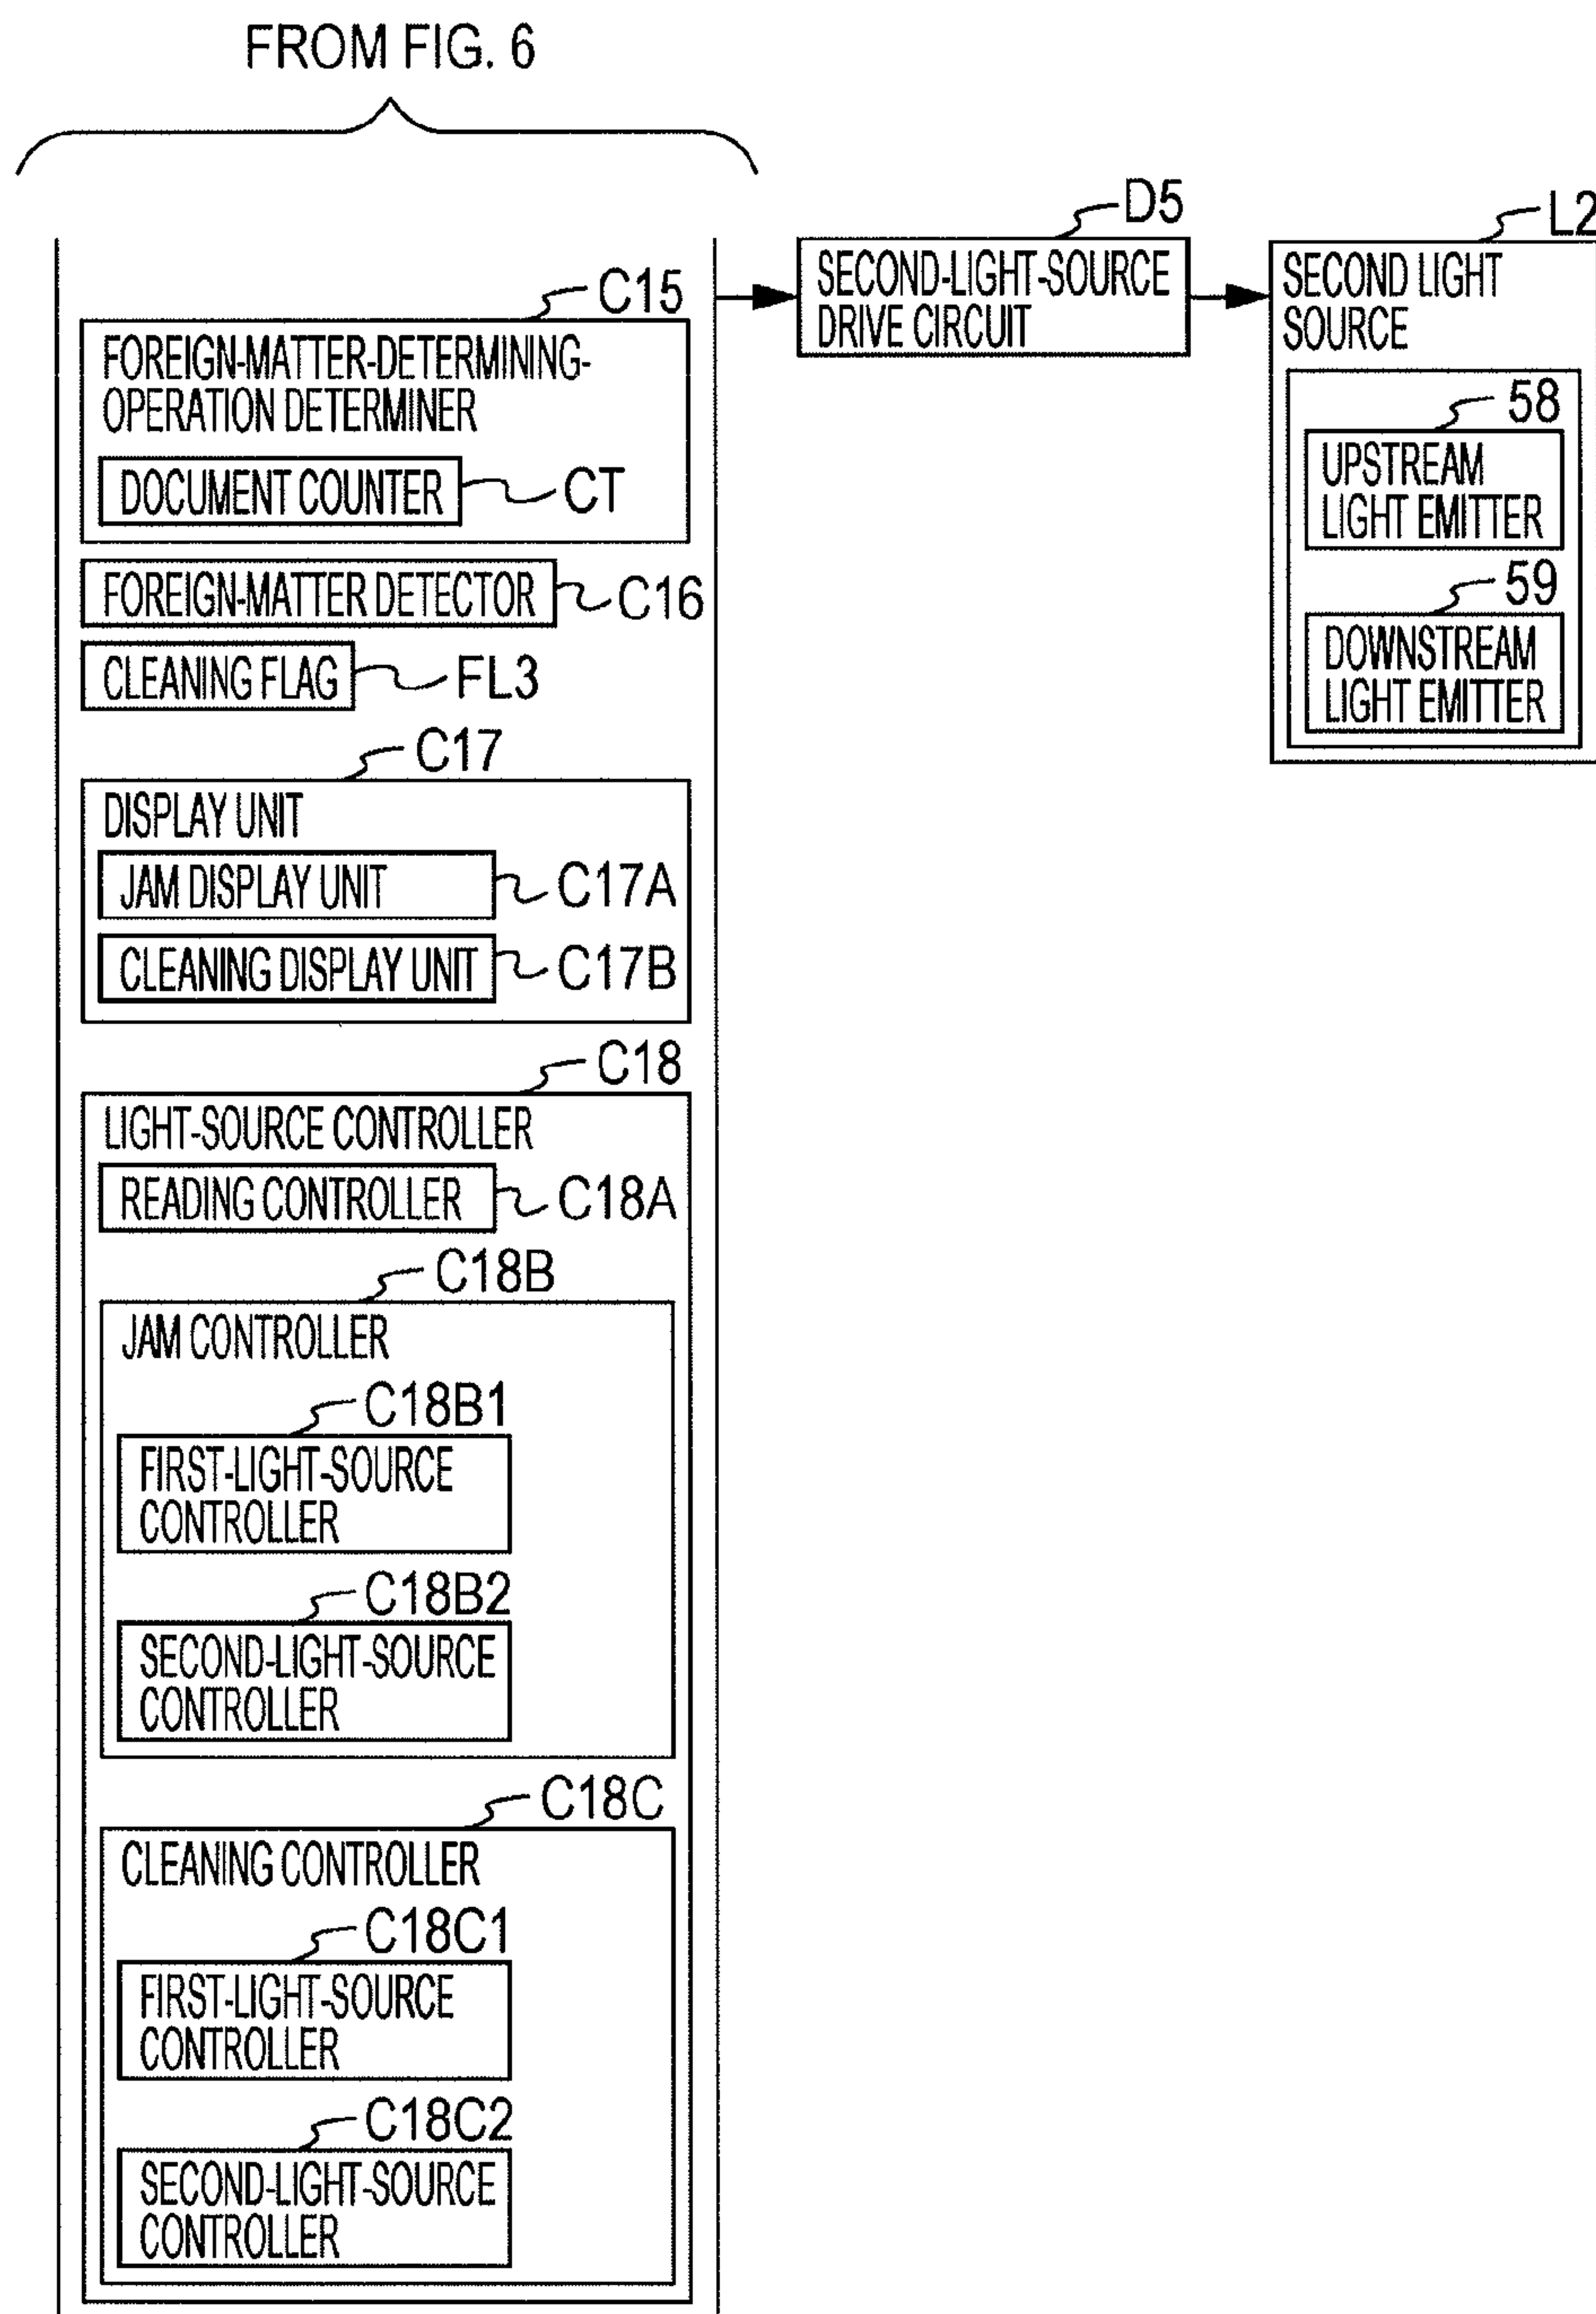 FROM FIG. 6
D5
L2
SECOND-LIGHT-SOURCE
DRIVE CIRCUIT
SECOND LIGHT
SOURCE
58
UPSTREAM
LIGHT EMITTER
59
DOWNSTREAM
LIGHT EMITTER
C15
FOREIGN-MATTER-DETERMINING-
OPERATION DETERMINER
DOCUMENT COUNTER
CT
FOREIGN-MATTER DETECTOR
C16
CLEANING FLAG
FL3
C17
DISPLAY UNIT
JAM DISPLAY UNIT
C17A
CLEANING DISPLAY UNIT
C17B
C18
LIGHT-SOURCE CONTROLLER
READING CONTROLLER
C18A
C18B
JAM CONTROLLER
C18B1
FIRST-LIGHT-SOURCE
CONTROLLER
C18B2
SECOND-LIGHT-SOURCE
CONTROLLER
C18C
CLEANING CONTROLLER
C18C1
FIRST-LIGHT-SOURCE
CONTROLLER
C18C2
SECOND-LIGHT-SOURCE
CONTROLLER